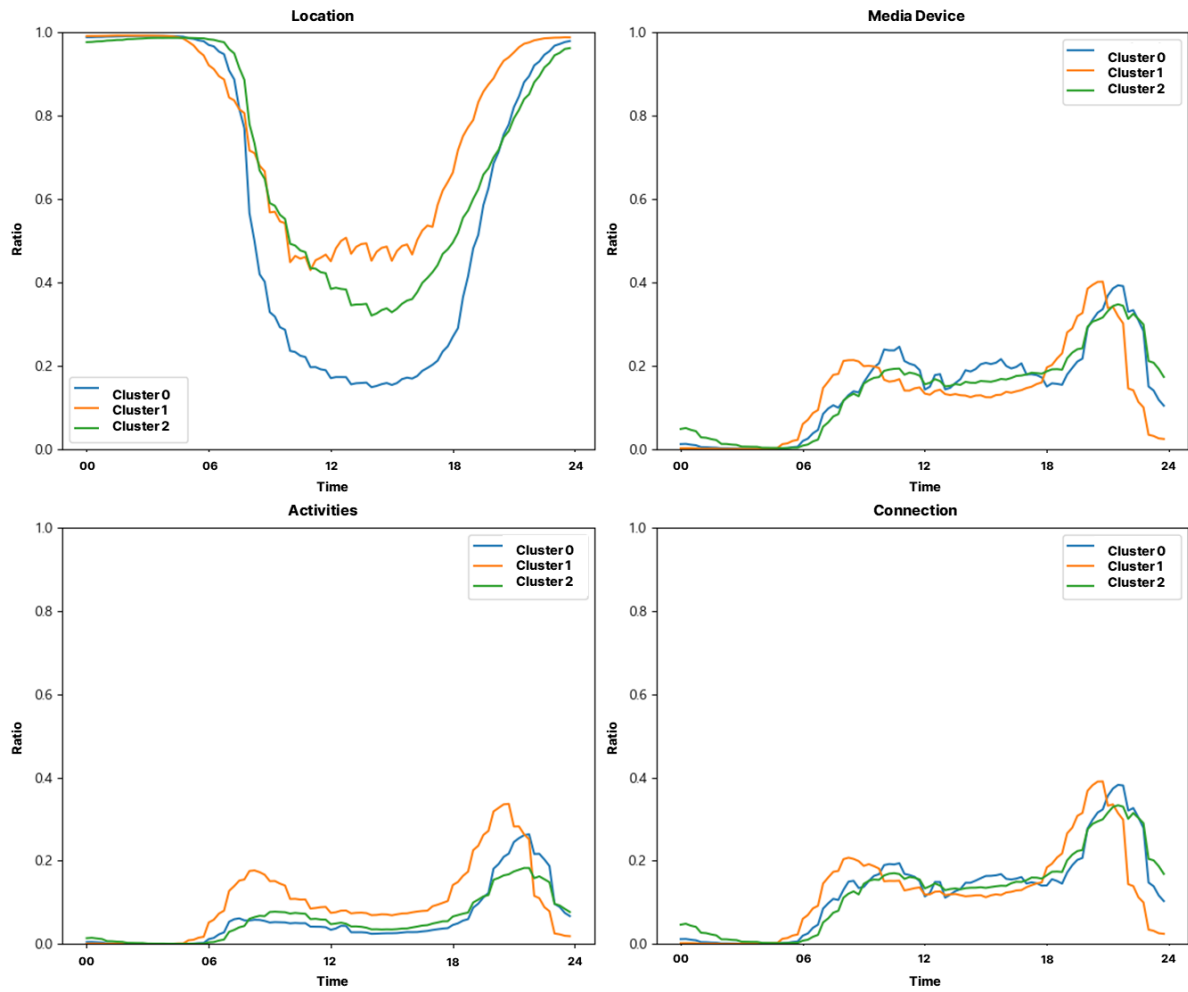 Location
1.0
0.8
0.6
0.4
0.2
0.0
Ratio
Cluster 0
Cluster 1
Cluster 2
00
06
12
18
24
Time
Media Device
1.0
0.8
0.6
0.4
0.2
0.0
Ratio
Cluster 0
Cluster 1
Cluster 2
00
06
12
18
24
Time
Activities
1.0
0.8
0.6
0.4
0.2
0.0
Ratio
Cluster 0
Cluster 1
Cluster 2
00
06
12
18
24
Time
Connection
1.0
0.8
0.6
0.4
0.2
0.0
Ratio
Cluster 0
Cluster 1
Cluster 2
00
06
12
18
24
Time